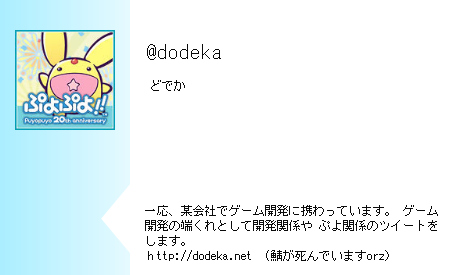 @dodeka
どでか
ぷよぷよ!!
Puyopuyo 20th anniversary
一応、某会社でゲーム開発に携わっています。 ゲーム
開発の端くれとして開発関係や ぷよ関係のツイートを
します。
http://dodeka.net （鯖が死んでいますorz）